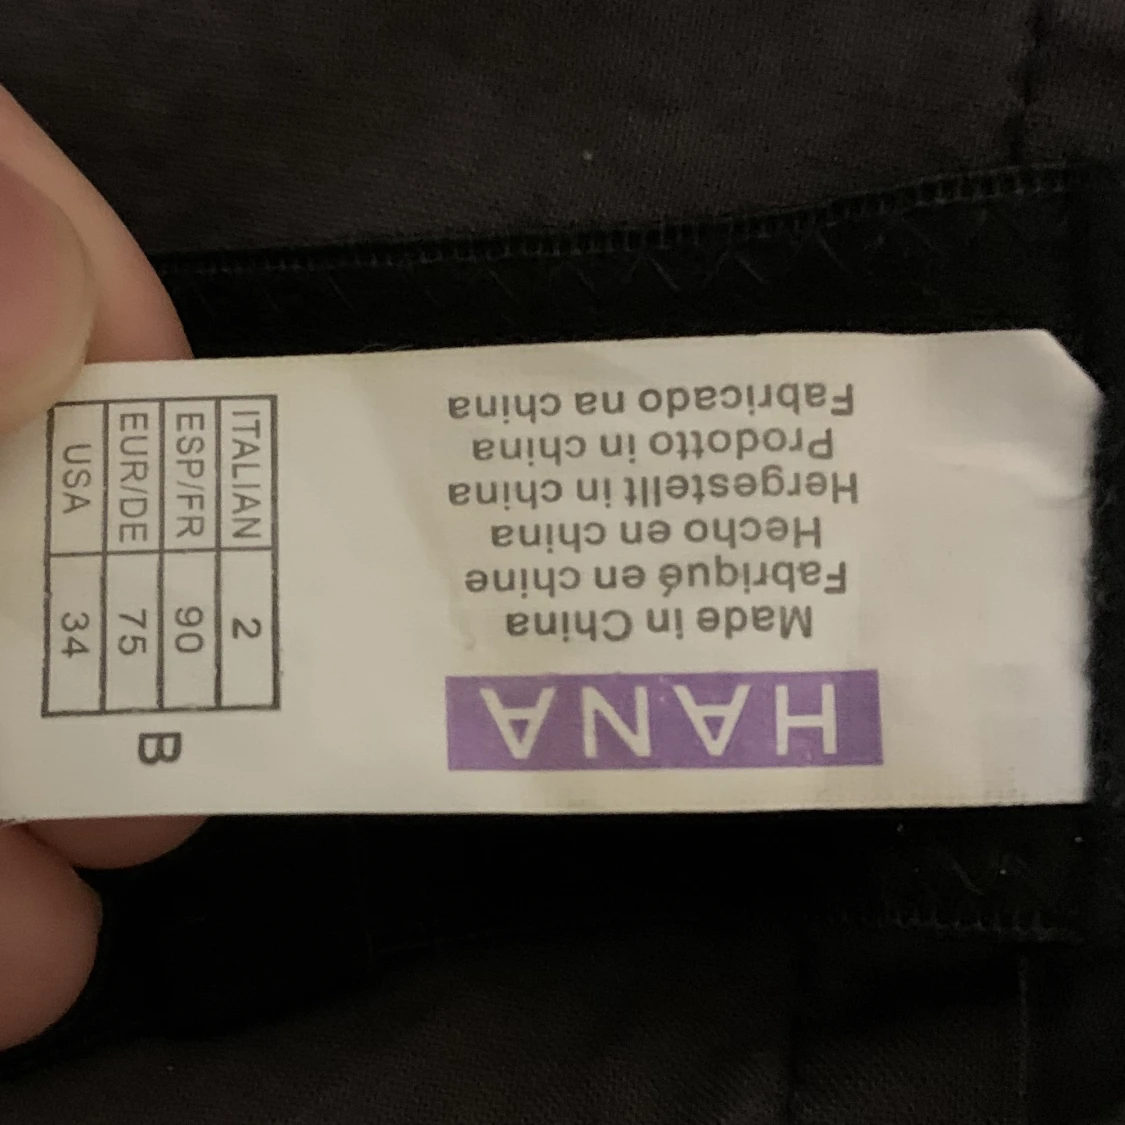 HANA
Made in China
Fabriqué en chine
Hecho en china
Hergestellt in china
Prodotto in china
Fabricado na china
ITALIAN 2
ESP/FR 90
EUR/DE 75
USA 34
B